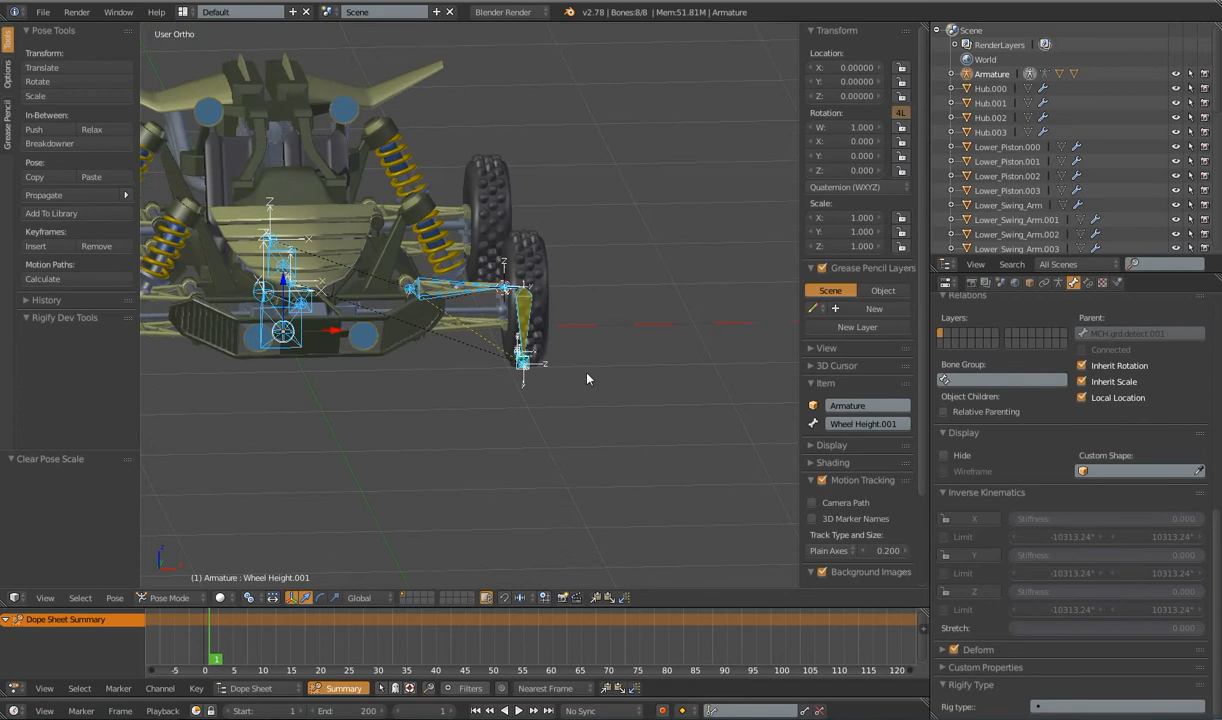 File Render Window Help Default Scene Blender Render v2.78 | Bones:8/8 | Mem:51.81M | Armature
Tools
Options
Grease Pencil
Pose Tools
Transform:
Translate
Rotate
Scale
In-Between:
Push Relax
Breakdowner
Pose:
Copy Paste
Propagate
Add To Library
Keyframes:
Insert Remove
Motion Paths:
Calculate
History
Rigify Dev Tools
Clear Pose Scale
User Ortho
(1) Armature : Wheel Height.001
View Select Pose Pose Mode Global
Transform
Location:
X: 0.00000
Y: 0.00000
Z: 0.00000
Rotation: 4L
W: 1.000
X: 0.000
Y: 0.000
Z: 0.000
Quaternion (WXYZ)
Scale:
X: 1.000
Y: 1.000
Z: 1.000
Grease Pencil Layers
Scene Object
New
New Layer
View
3D Cursor
Item
Armature
Wheel Height.001
Display
Shading
Motion Tracking
Camera Path
3D Marker Names
Track Type and Size:
Plain Axes 0.200
Background Images
Scene
RenderLayers
World
Armature
Hub.000
Hub.001
Hub.002
Hub.003
Lower_Piston.000
Lower_Piston.001
Lower_Piston.002
Lower_Piston.003
Lower_Swing_Arm
Lower_Swing_Arm.001
Lower_Swing_Arm.002
Lower_Swing_Arm.003
View Search All Scenes
Relations
Layers: Parent:
MCH.grd.detect.001
Connected
Bone Group: Inherit Rotation
Inherit Scale
Object Children: Local Location
Relative Parenting
Display
Hide Custom Shape:
Wireframe
Inverse Kinematics
X Stiffness: 0.000
Limit -10313.24° 10313.24°
Y Stiffness: 0.000
Limit -10313.24° 10313.24°
Z Stiffness: 0.000
Limit -10313.24° 10313.24°
Stretch: 0.000
Deform
Custom Properties
Rigify Type
Rig type:
Dope Sheet Summary
1
-5 0 5 10 15 20 25 30 35 40 45 50 55 60 65 70 75 80 85 90 95 100 105 110 115 120
View Select Marker Channel Key Dope Sheet Summary Filters Nearest Frame
View Marker Frame Playback Start: 1 End: 200 1 No Sync